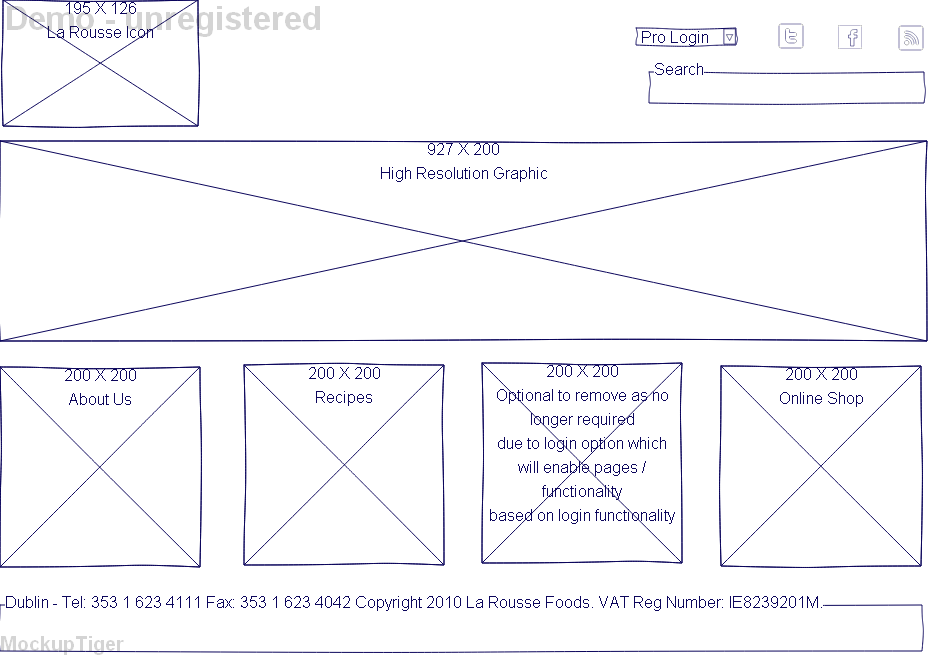 Demo - unregistered
195 X 126
La Rousse Icon
Pro Login
Search
927 X 200
High Resolution Graphic
200 X 200
About Us
200 X 200
Recipes
200 X 200
Optional to remove as no
longer required
due to login option which
will enable pages /
functionality
based on login functionality
200 X 200
Online Shop
Dublin - Tel: 353 1 623 4111 Fax: 353 1 623 4042 Copyright 2010 La Rousse Foods. VAT Reg Number: IE8239201M.
MockupTiger